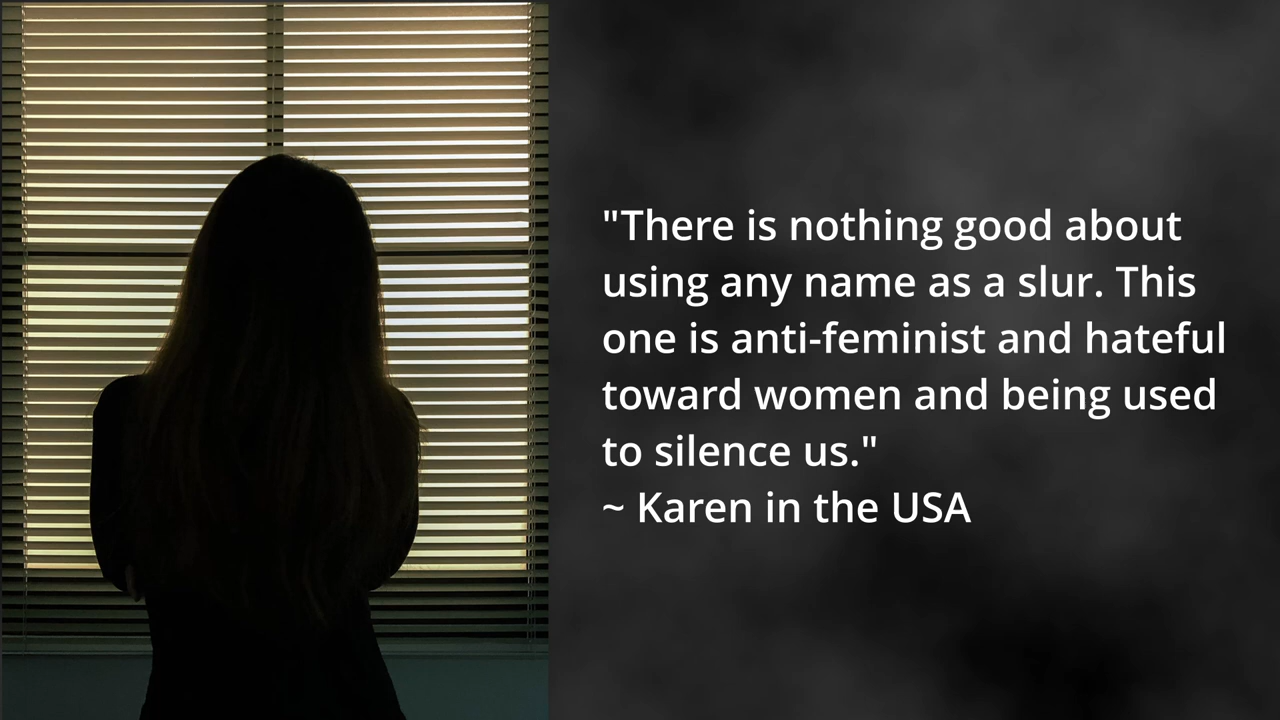 "There is nothing good about
using any name as a slur. This
one is anti-feminist and hateful
toward women and being used
to silence us."
~ Karen in the USA